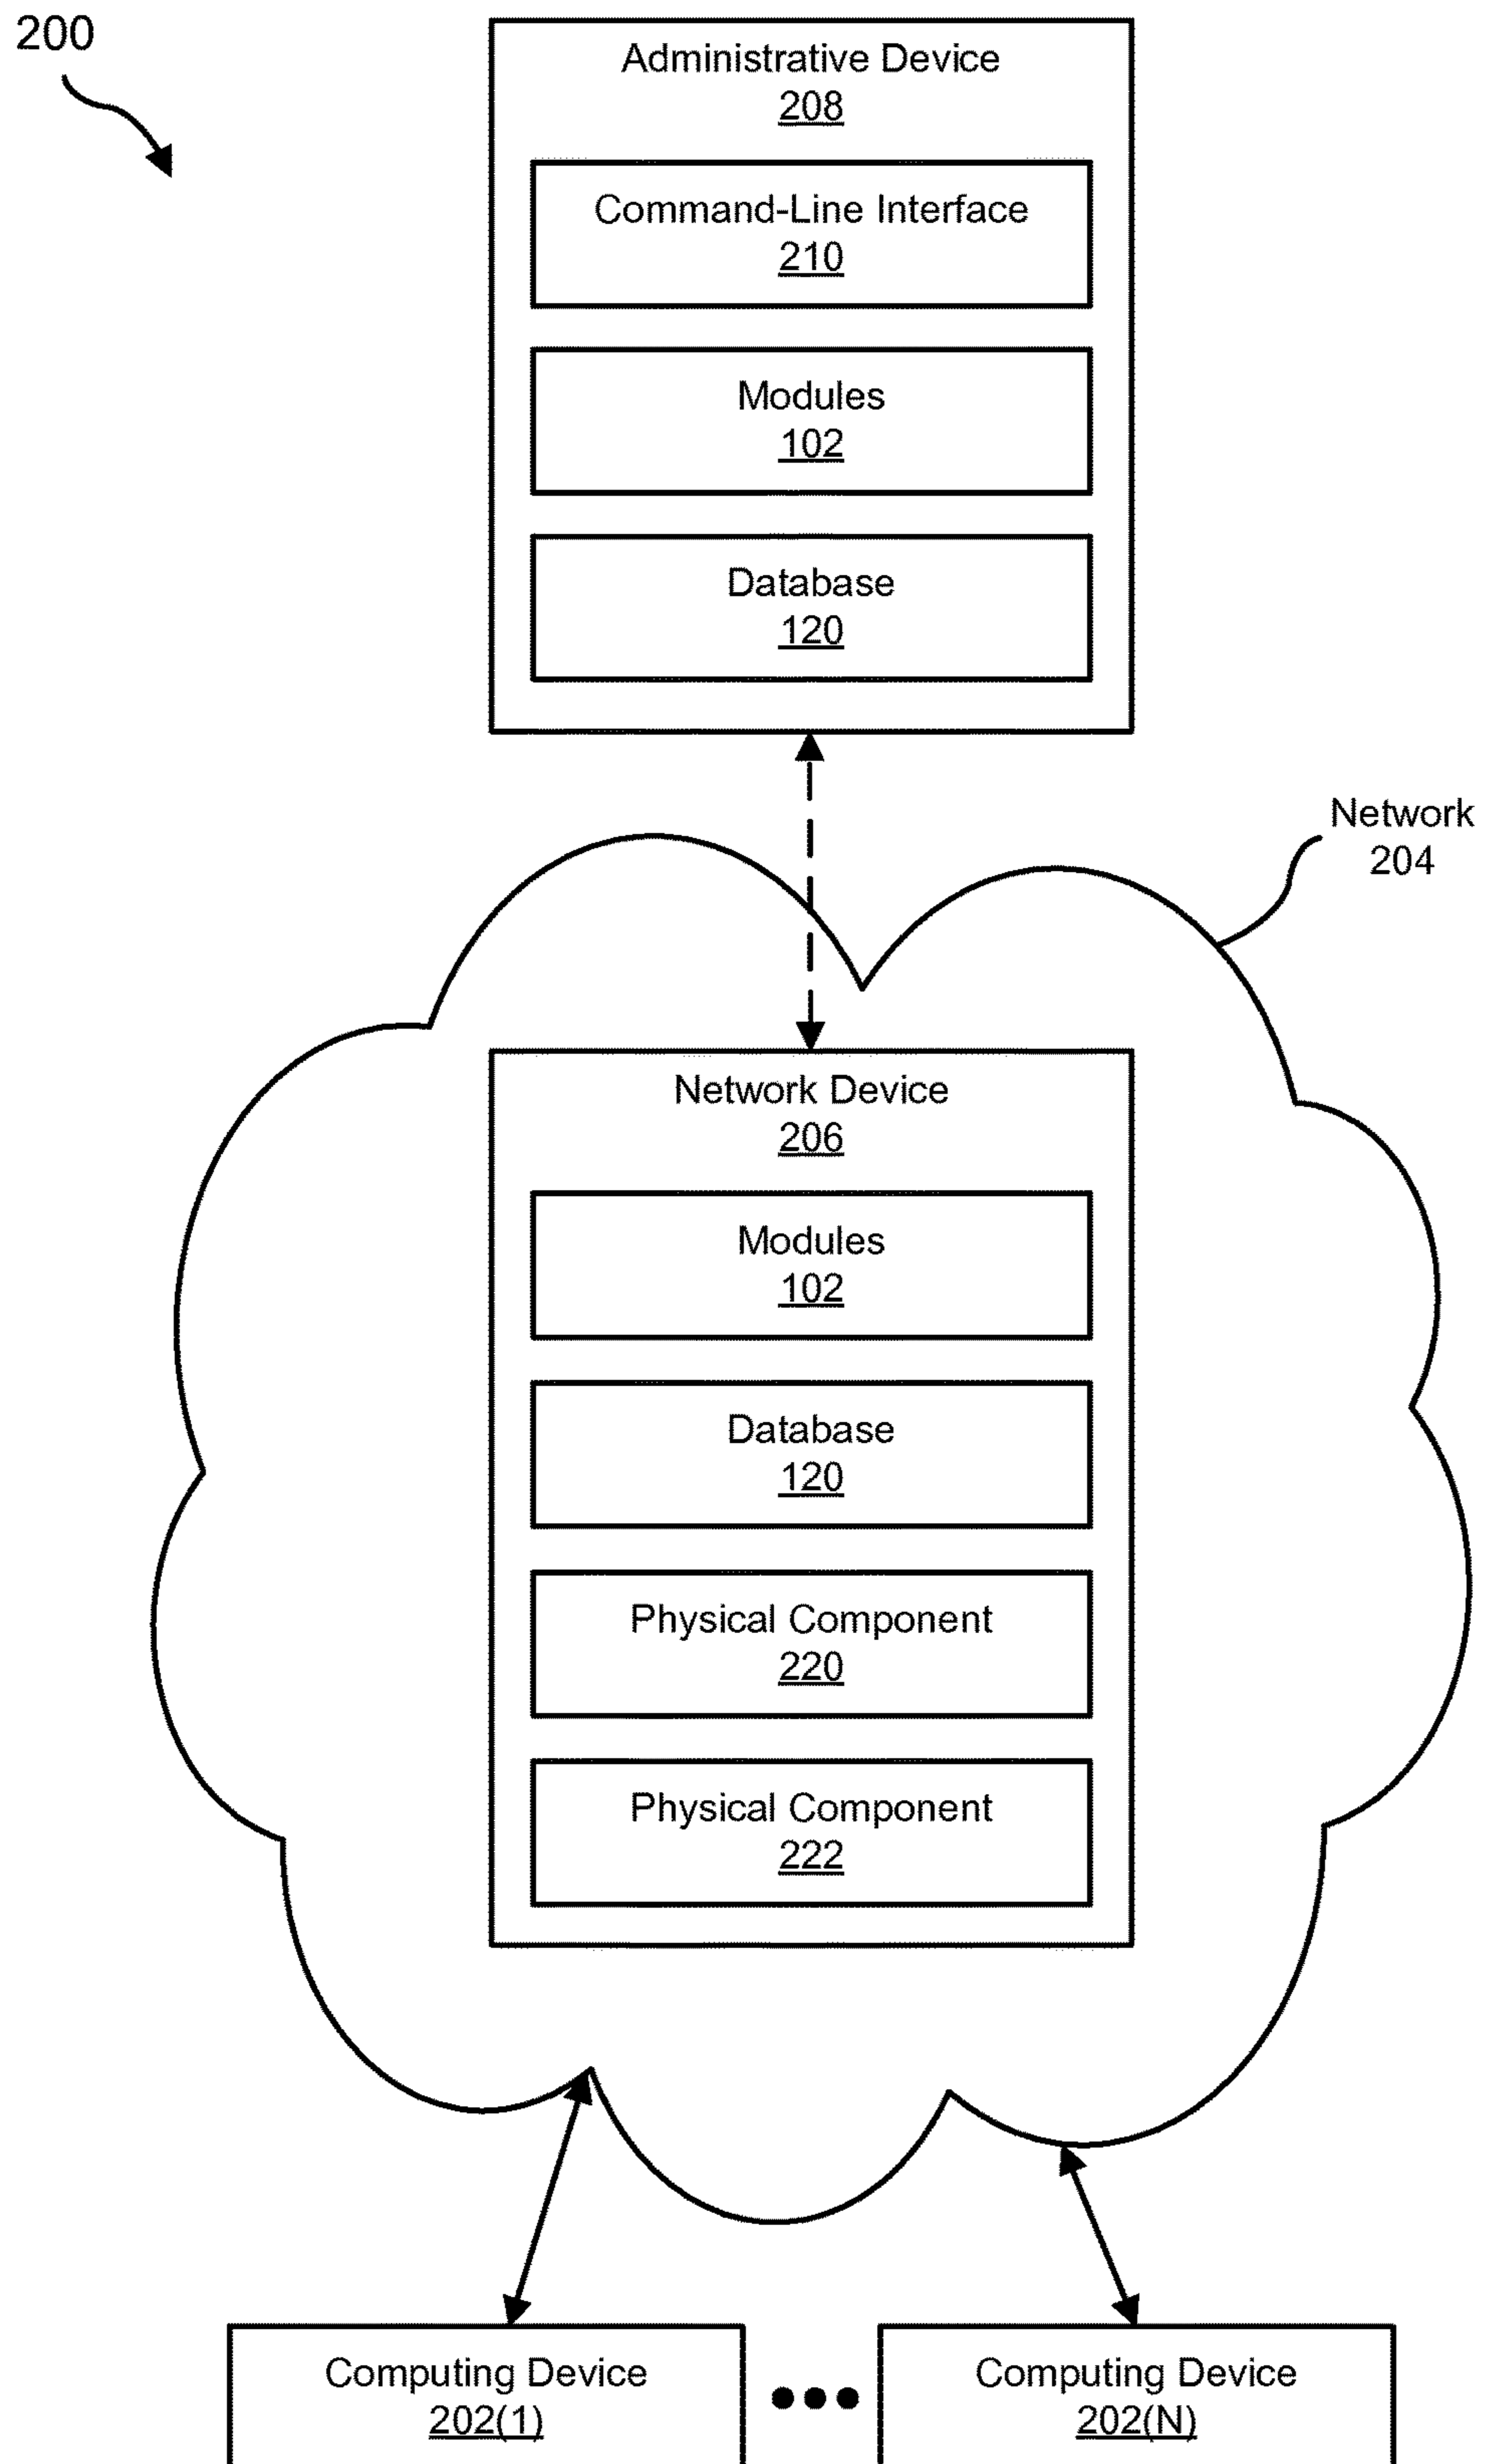 200
Administrative Device
208
Command-Line Interface
210
Modules
102
Database
120
Network
204
Network Device
206
Modules
102
Database
120
Physical Component
220
Physical Component
222
Computing Device
202(1)
Computing Device
202(N)